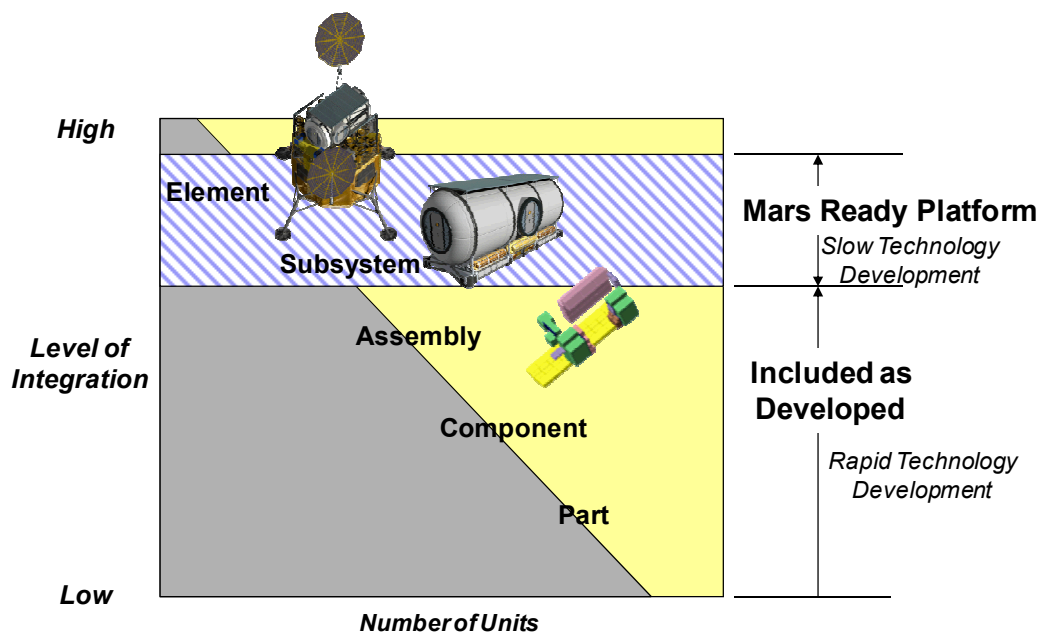 High
Element
Subsystem
Mars Ready Platform
Slow Technology
Development
Assembly
Level of
Integration
Included as
Developed
Component
Rapid Technology
Development
Part
Low
Number of Units